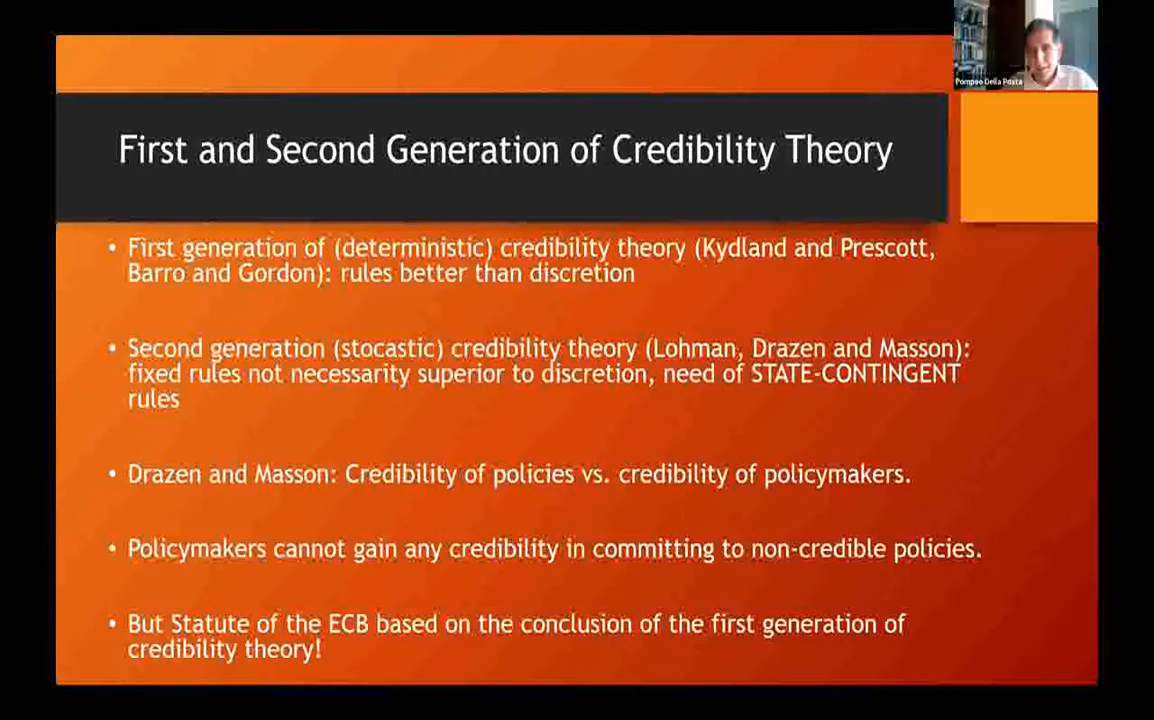 Pompeo Della Posta
First and Second Generation of Credibility Theory
• First generation of (deterministic) credibility theory (Kydland and Prescott,
Barro and Gordon): rules better than discretion
• Second generation (stocastic) credibility theory (Lohman, Drazen and Masson):
fixed rules not necessarity superior to discretion, need of STATE-CONTINGENT
rules
• Drazen and Masson: Credibility of policies vs. credibility of policymakers.
• Policymakers cannot gain any credibility in committing to non-credible policies.
• But Statute of the ECB based on the conclusion of the first generation of
credibility theory!